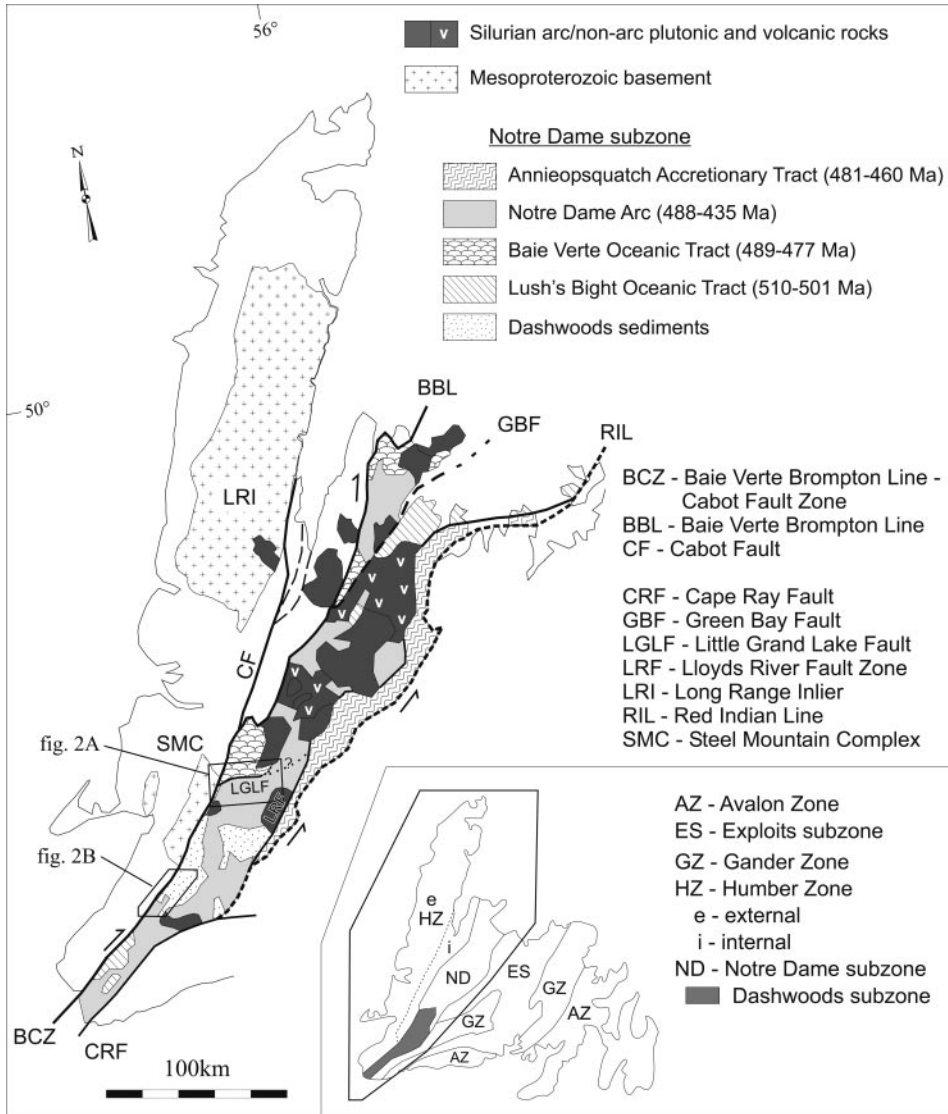 56°
v Silurian arc/non-arc plutonic and volcanic rocks
Mesoproterozoic basement
Notre Dame subzone
Annieopsquatch Accretionary Tract (481-460 Ma)
Notre Dame Arc (488-435 Ma)
Baie Verte Oceanic Tract (489-477 Ma)
Lush's Bight Oceanic Tract (510-501 Ma)
Dashwoods sediments
N
50°
BBL
GBF
RIL
LRI
CF
v
v
v
v
v
v
v
v
v
v
SMC
fig. 2A
LGLF
?
LRF
fig. 2B
BCZ
CRF
100km
BCZ - Baie Verte Brompton Line -
Cabot Fault Zone
BBL - Baie Verte Brompton Line
CF - Cabot Fault
CRF - Cape Ray Fault
GBF - Green Bay Fault
LGLF - Little Grand Lake Fault
LRF - Lloyds River Fault Zone
LRI - Long Range Inlier
RIL - Red Indian Line
SMC - Steel Mountain Complex
e
HZ
i
ND
ES
GZ
GZ
AZ
AZ
AZ - Avalon Zone
ES - Exploits subzone
GZ - Gander Zone
HZ - Humber Zone
e - external
i - internal
ND - Notre Dame subzone
Dashwoods subzone